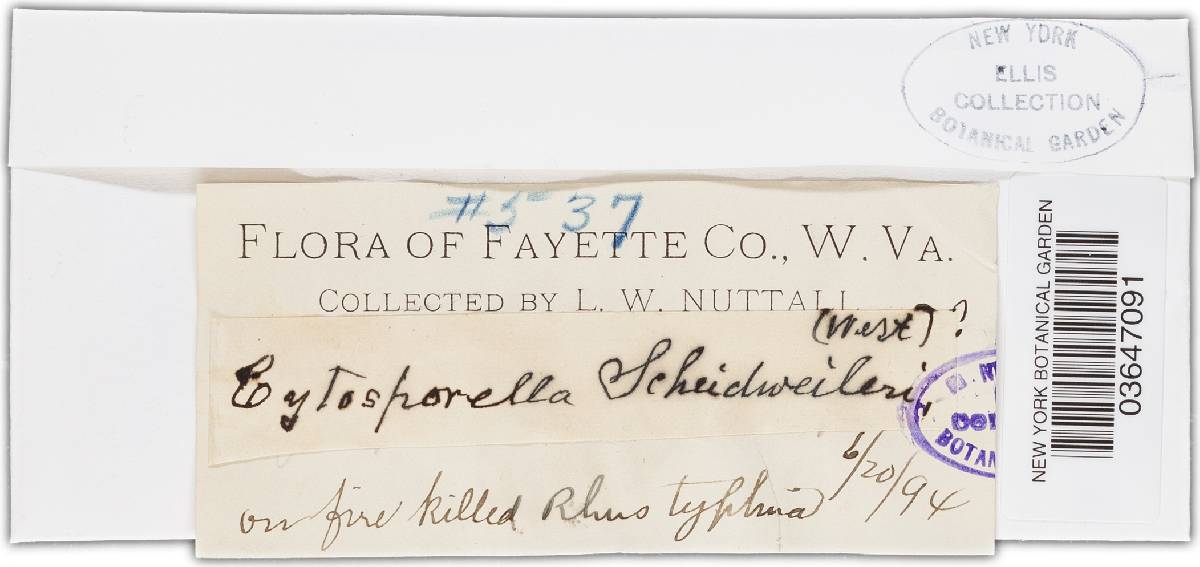 NEW YORK
ELLIS
COLLECTION
BOTANICAL GARDEN
#537
FLORA OF FAYETTE CO., W. VA.
COLLECTED BY L. W. NUTTALL
(West) ?
Cytosporella Scheidweileri
on fire killed Rhus typhina 6/20/94
BOTAN
NEW YORK BOTANICAL GARDEN
03647091